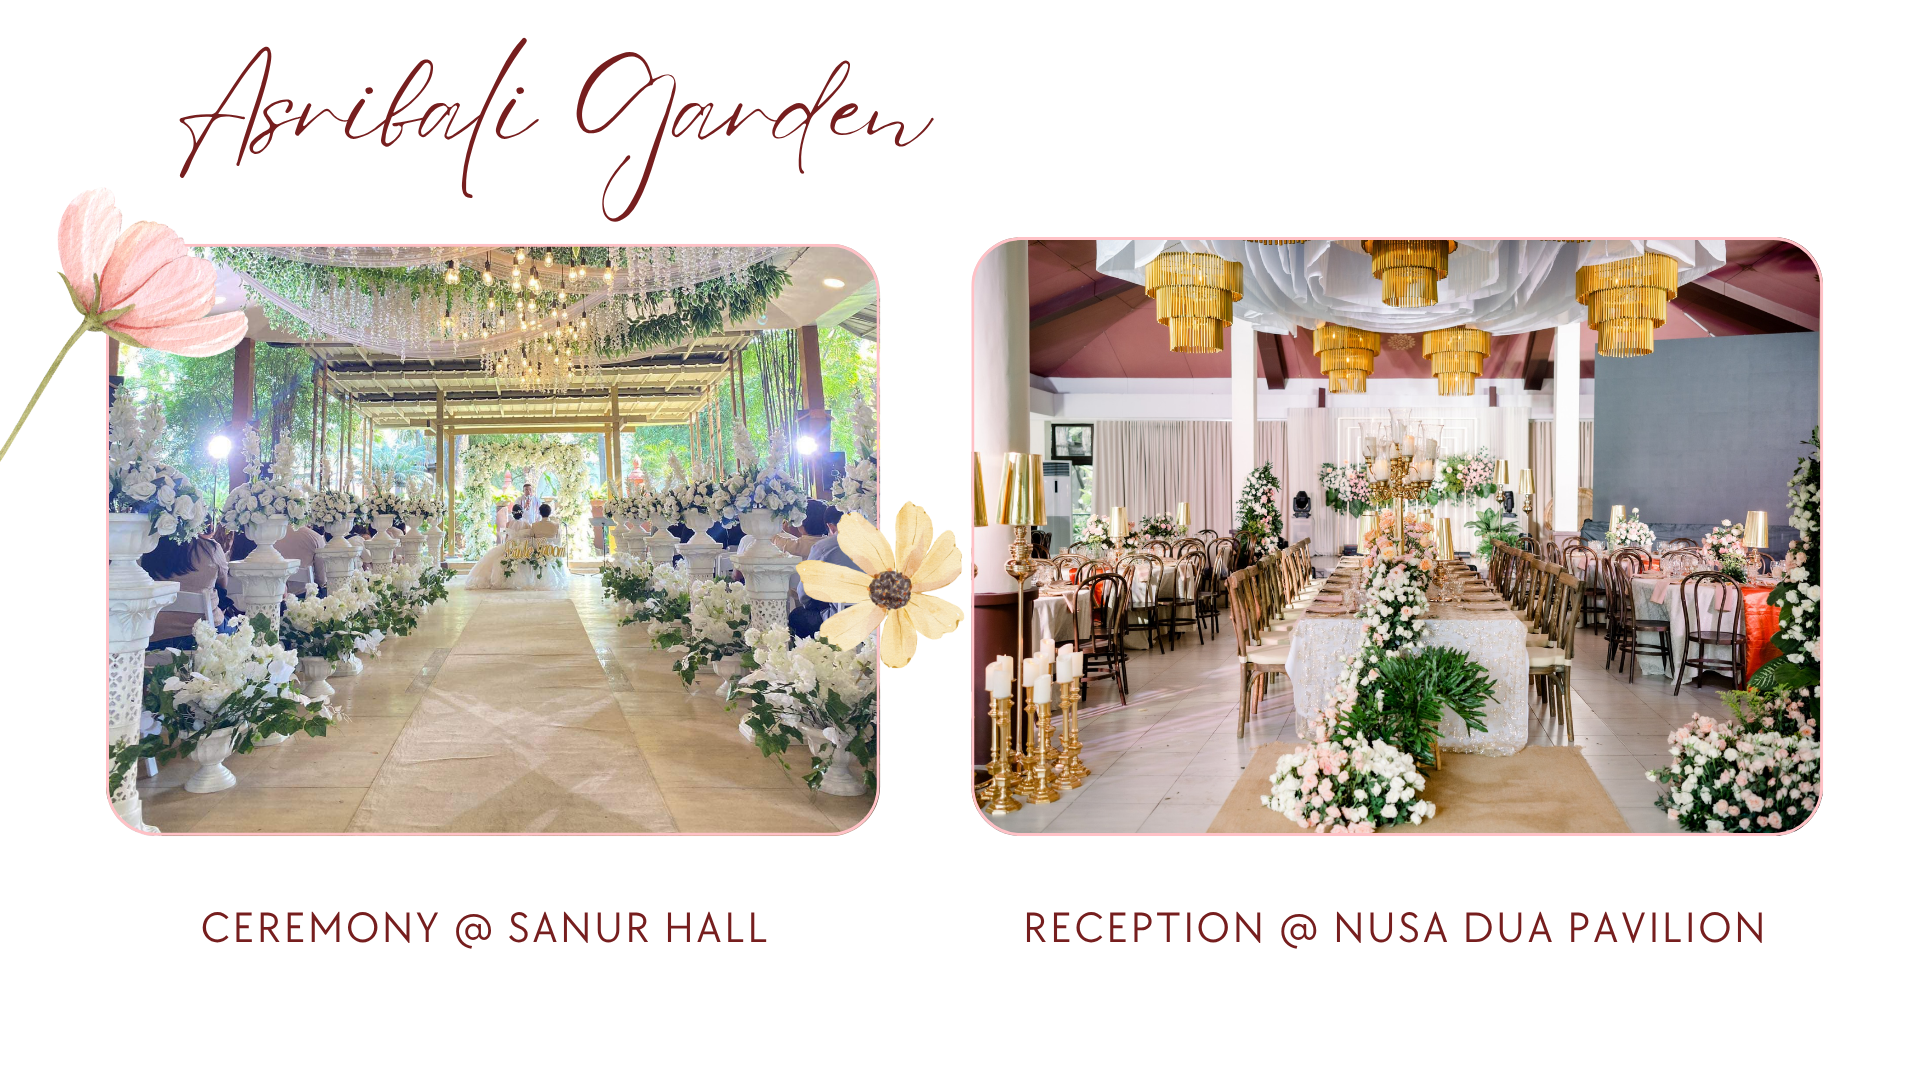 Asribali Garden
CEREMONY @ SANUR HALL
RECEPTION @ NUSA DUA PAVILION